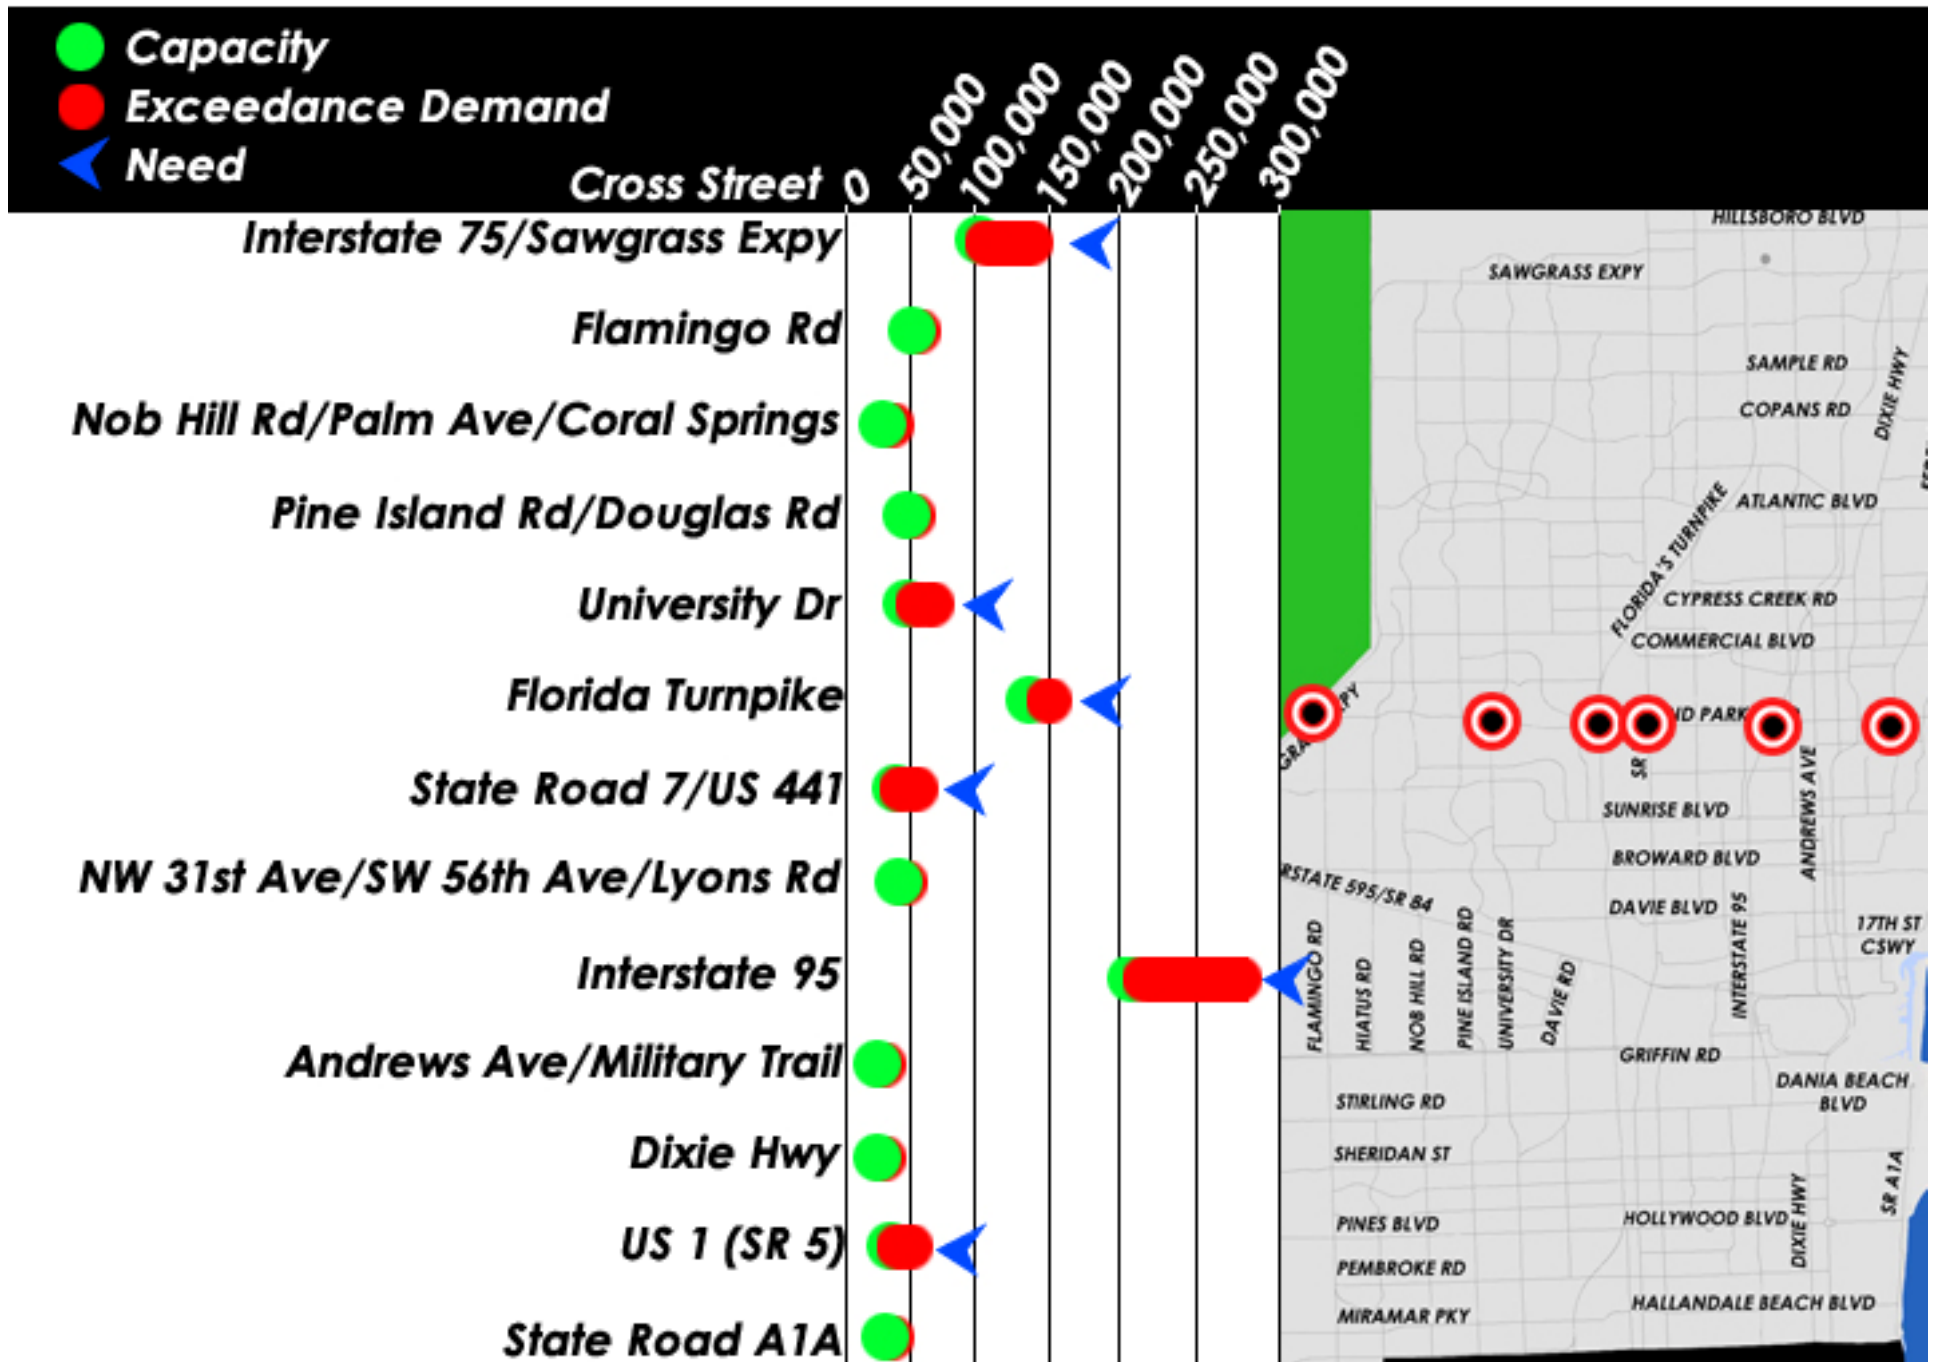 Capacity
Exceedance Demand
Need
Cross Street 0 50,000 100,000 150,000 200,000 250,000 300,000
Interstate 75/Sawgrass Expy
Flamingo Rd
Nob Hill Rd/Palm Ave/Coral Springs
Pine Island Rd/Douglas Rd
University Dr
Florida Turnpike
State Road 7/US 441
NW 31st Ave/SW 56th Ave/Lyons Rd
Interstate 95
Andrews Ave/Military Trail
Dixie Hwy
US 1 (SR 5)
State Road A1A
HILLSBORO BLVD
SAWGRASS EXPY
SAMPLE RD
DIXIE HWY
COPANS RD
ATLANTIC BLVD
FLORIDA'S TURNPIKE
CYPRESS CREEK RD
COMMERCIAL BLVD
PARK
SR
ANDREWS AVE
SUNRISE BLVD
BROWARD BLVD
RSTATE 595/SR 84
DAVIE BLVD
INTERSTATE 95
17TH ST
CSWY
FLAMINGO RD
HIATUS RD
NOB HILL RD
PINE ISLAND RD
UNIVERSITY DR
DAVIE RD
GRIFFIN RD
DANIA BEACH
BLVD
STIRLING RD
SHERIDAN ST
SR A1A
PINES BLVD
HOLLYWOOD BLVD
DIXIE HWY
PEMBROKE RD
HALLANDALE BEACH BLVD
MIRAMAR PKY